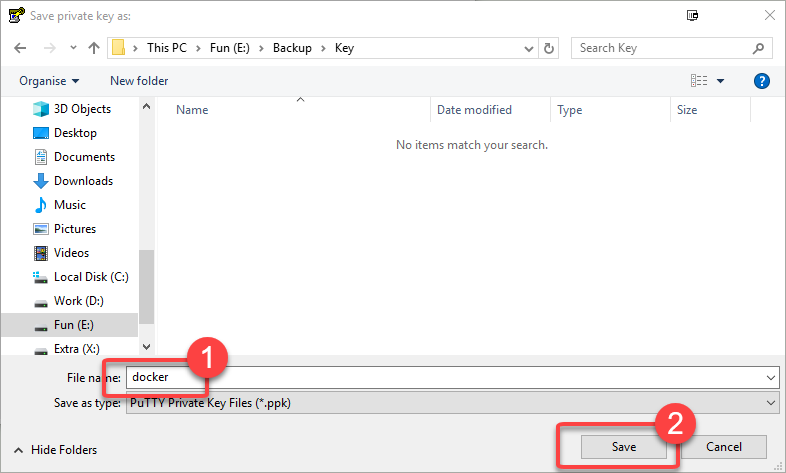 Save private key as:
This PC > Fun (E:) > Backup > Key
Search Key
Organise
New folder
?
Name
Date modified
Type
Size
No items match your search.
3D Objects
Desktop
Documents
Downloads
Music
Pictures
Videos
Local Disk (C:)
Work (D:)
Fun (E:)
Extra (X:)
1
File name: docker
Save as type: PuTTY Private Key Files (*.ppk)
2
Hide Folders
Save
Cancel